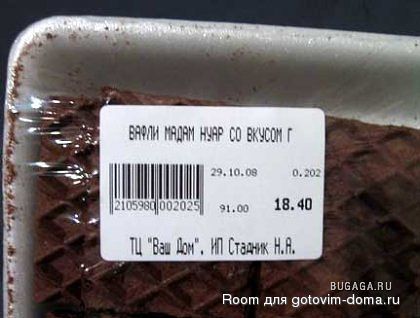 ВАФЛИ МАДАМ НУАР СО ВКУСОМ Г
29.10.08 0.202
2105980 002025 91.00 18.40
ТЦ "Ваш Дом", ИП Стадник Н.А.
BUGAGA.RU
Room для gotovim-doma.ru